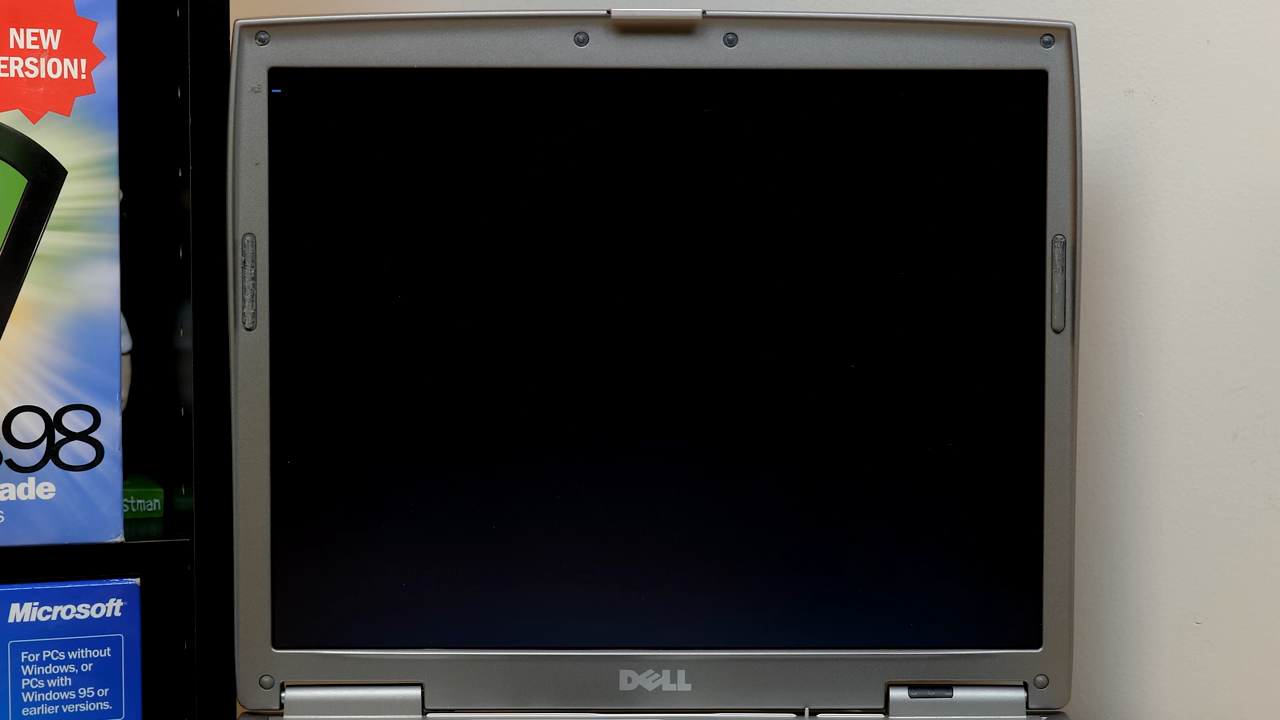 NEW
ERSION!
98
ade
s
stman
Microsoft
For PCs without
Windows, or
PCs with
Windows 95 or
earlier versions.
DELL